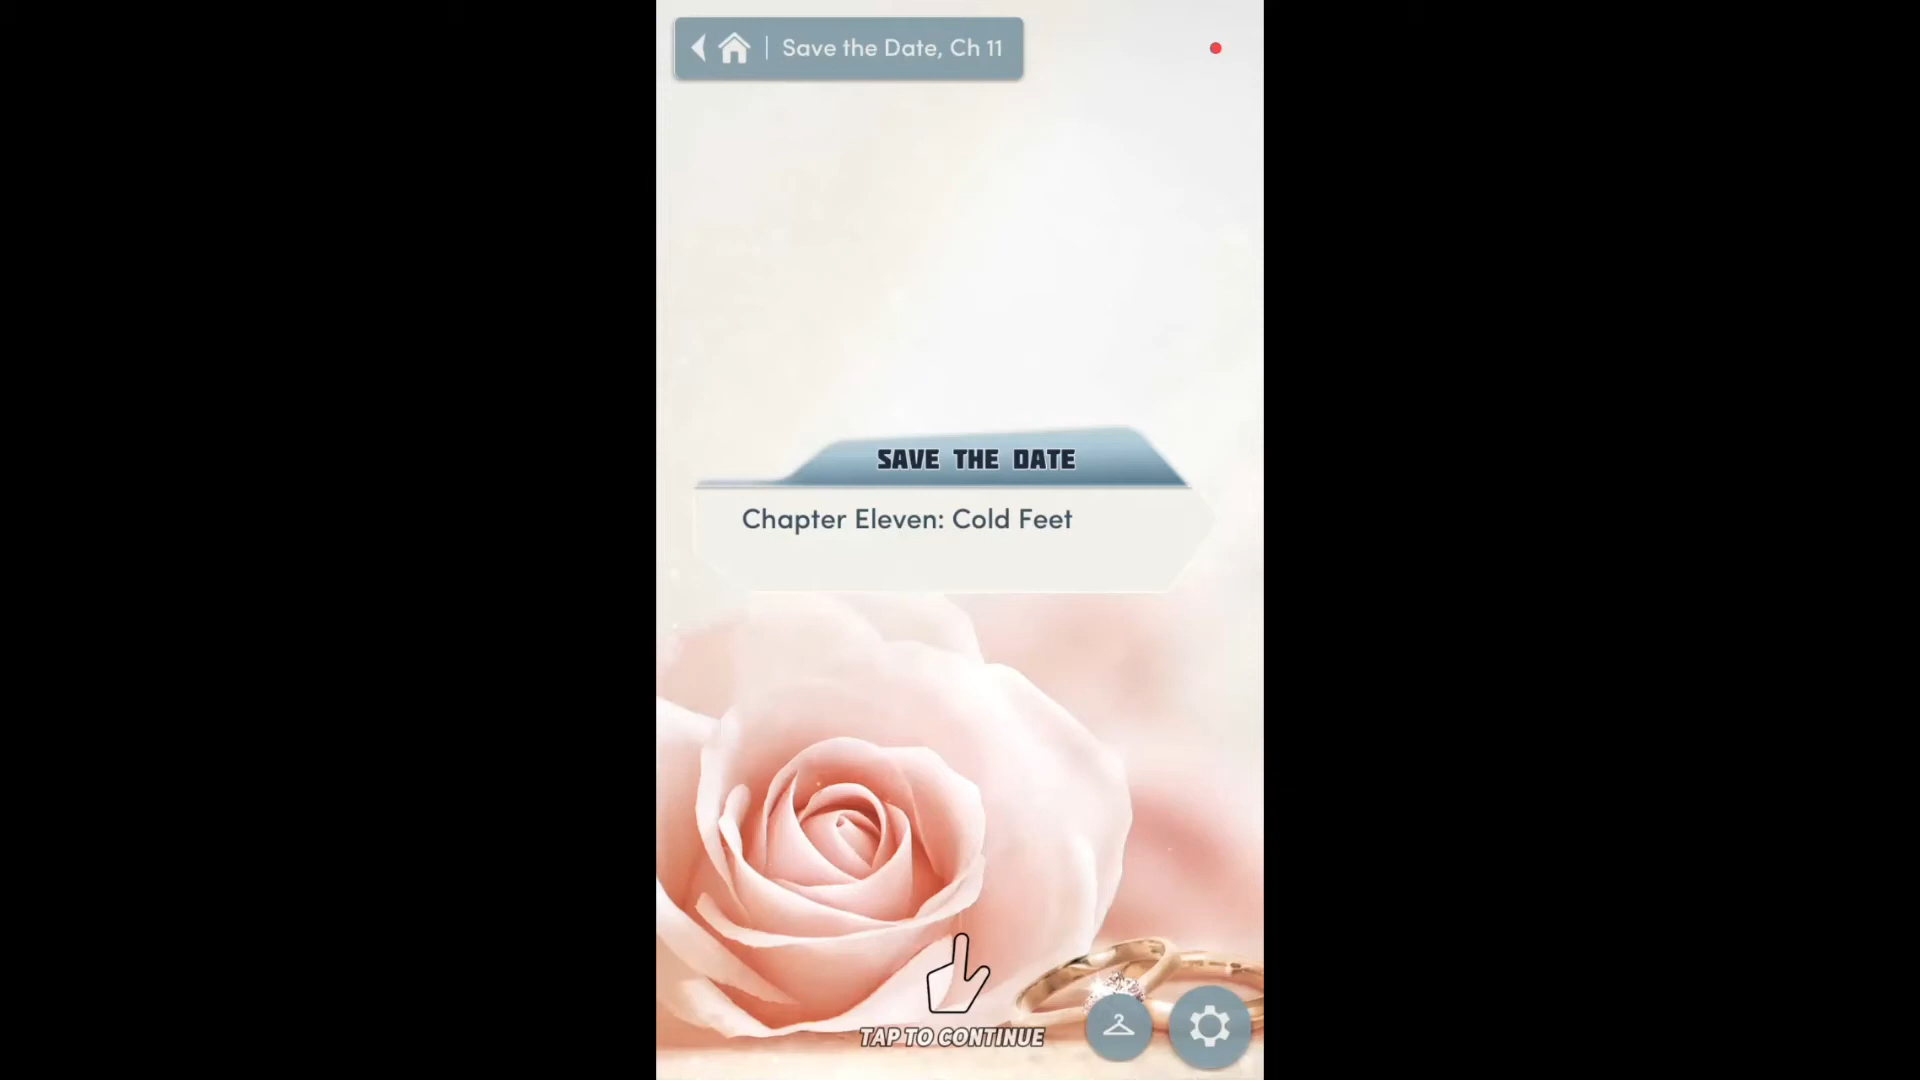 Save the Date, Ch 11
SAVE THE DATE
Chapter Eleven: Cold Feet
TAP TO CONTINUE